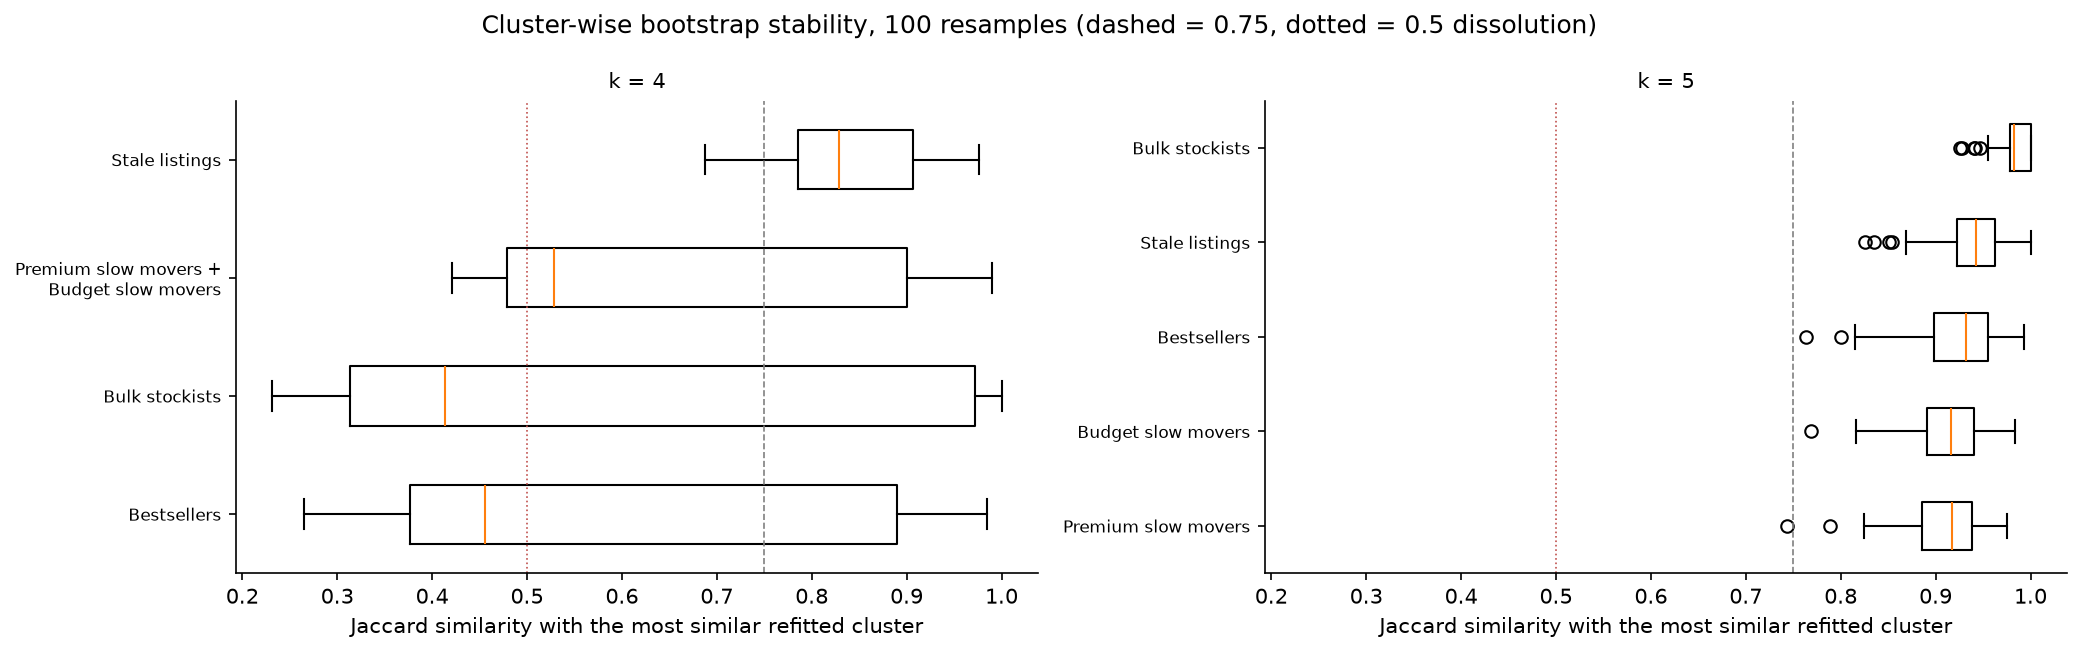 Cluster-wise bootstrap stability, 100 resamples (dashed = 0.75, dotted = 0.5 dissolution)
k = 4
Stale listings
Premium slow movers +
Budget slow movers
Bulk stockists
Bestsellers
0.2 0.3 0.4 0.5 0.6 0.7 0.8 0.9 1.0
Jaccard similarity with the most similar refitted cluster
k = 5
Bulk stockists
Stale listings
Bestsellers
Budget slow movers
Premium slow movers
0.2 0.3 0.4 0.5 0.6 0.7 0.8 0.9 1.0
Jaccard similarity with the most similar refitted cluster